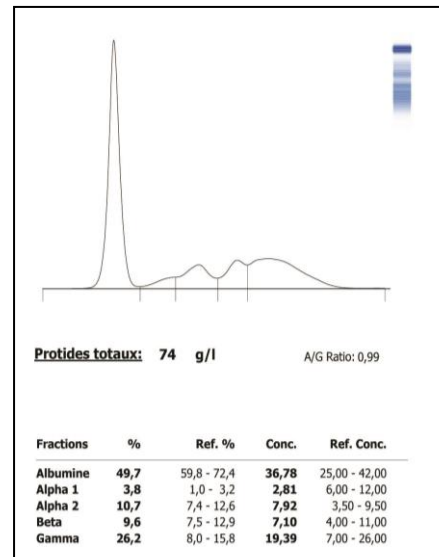 Protides totaux: 74 g/l A/G Ratio: 0,99
Fractions % Ref. % Conc. Ref. Conc.
Albumine 49,7 59,8 - 72,4 36,78 25,00 - 42,00
Alpha 1 3,8 1,0 - 3,2 2,81 6,00 - 12,00
Alpha 2 10,7 7,4 - 12,6 7,92 3,50 - 9,50
Beta 9,6 7,5 - 12,9 7,10 4,00 - 11,00
Gamma 26,2 8,0 - 15,8 19,39 7,00 - 26,00